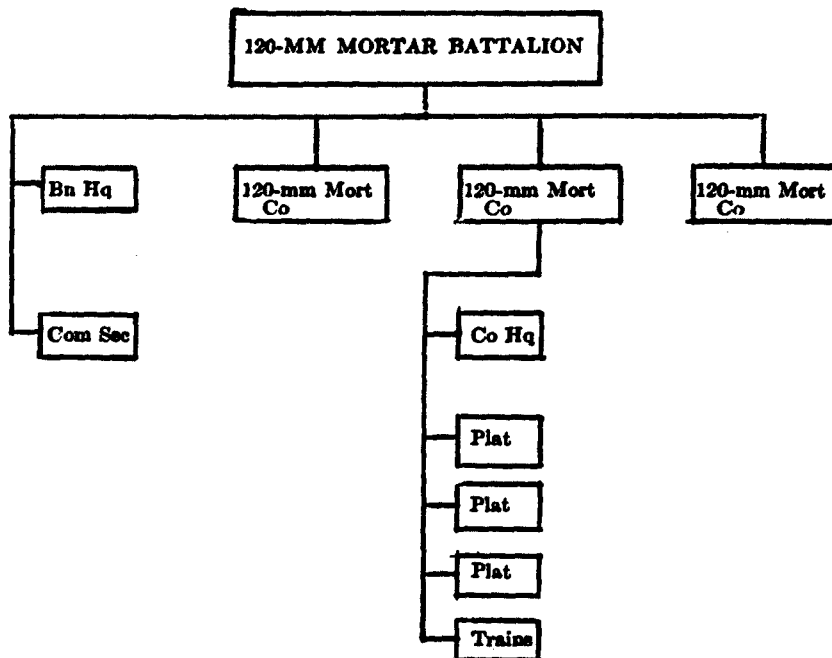 120-MM MORTAR BATTALION
Bn Hq
120-mm Mort
Co
120-mm Mort
Co
120-mm Mort
Co
Com Sec
Co Hq
Plat
Plat
Plat
Trains